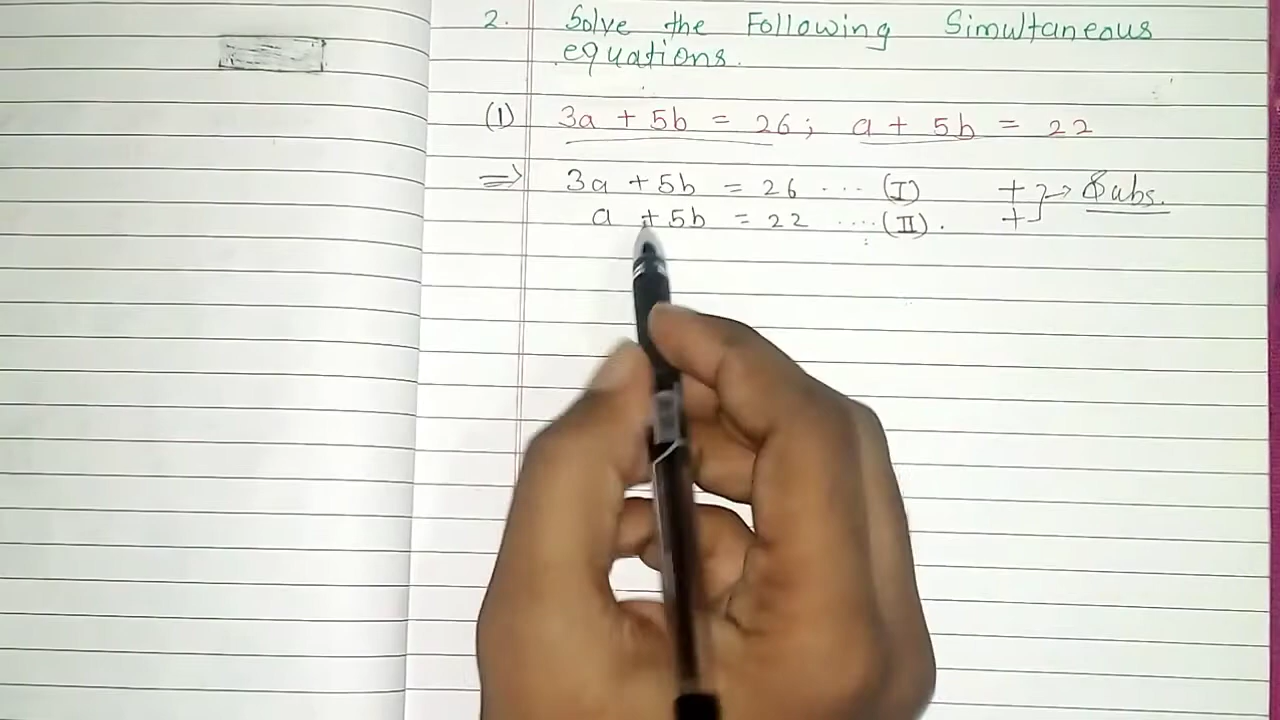 2. Solve the Following Simultaneous
equations.
(1) 3a + 5b = 26 ; a + 5b = 22
⇒ 3a + 5b = 26 ... (I) + → Subs.
a + 5b = 22 .... (II). +